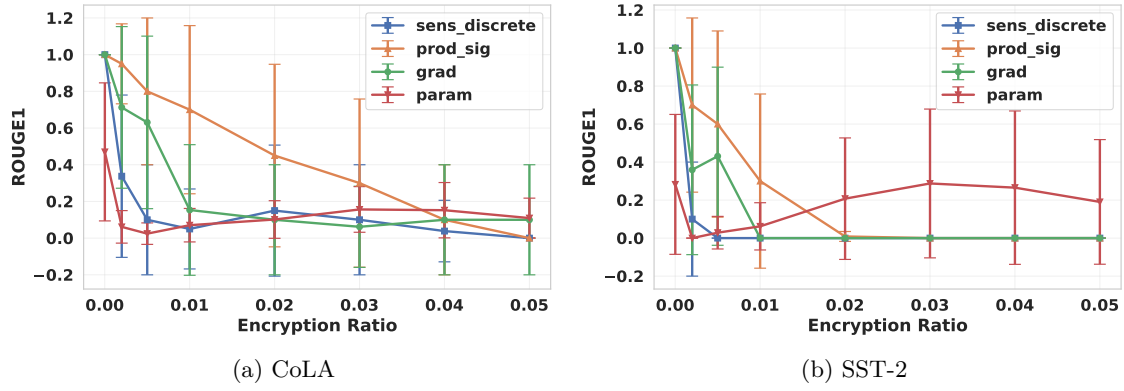 1.2
1.0
0.8
0.6
0.4
0.2
0.0
−0.2
ROUGE1
0.00 0.01 0.02 0.03 0.04 0.05
Encryption Ratio
sens_discrete
prod_sig
grad
param
(a) CoLA
1.2
1.0
0.8
0.6
0.4
0.2
0.0
−0.2
ROUGE1
0.00 0.01 0.02 0.03 0.04 0.05
Encryption Ratio
sens_discrete
prod_sig
grad
param
(b) SST-2